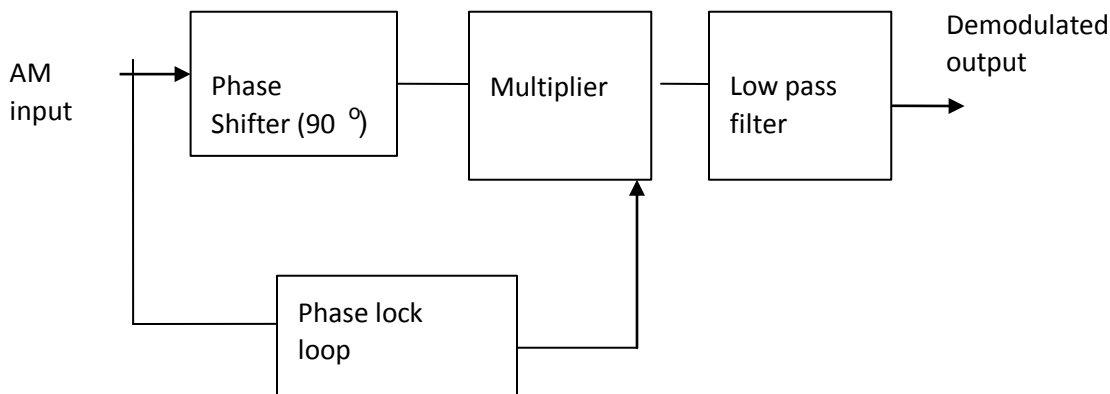 AM
input
Phase
Shifter (90 º)
Multiplier
Low pass
filter
Demodulated
output
Phase lock
loop